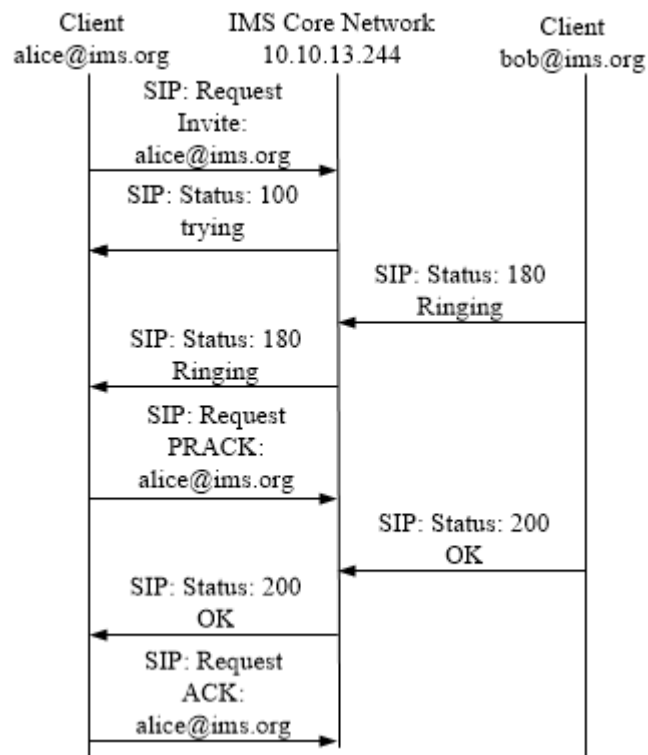 Client
alice@ims.org
IMS Core Network
10.10.13.244
Client
bob@ims.org
SIP: Request
Invite:
alice@ims.org
SIP: Status: 100
trying
SIP: Status: 180
Ringing
SIP: Status: 180
Ringing
SIP: Request
PRACK:
alice@ims.org
SIP: Status: 200
OK
SIP: Status: 200
OK
SIP: Request
ACK:
alice@ims.org